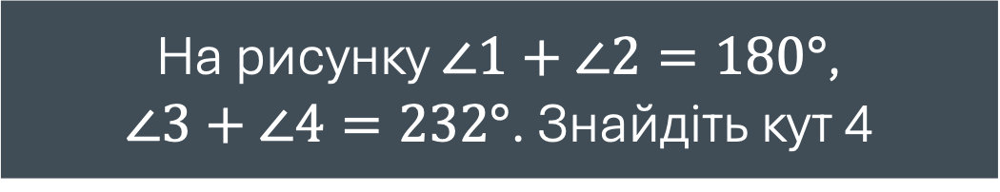 На рисунку ∠1 + ∠2 = 180°,
∠3 + ∠4 = 232°. Знайдіть кут 4